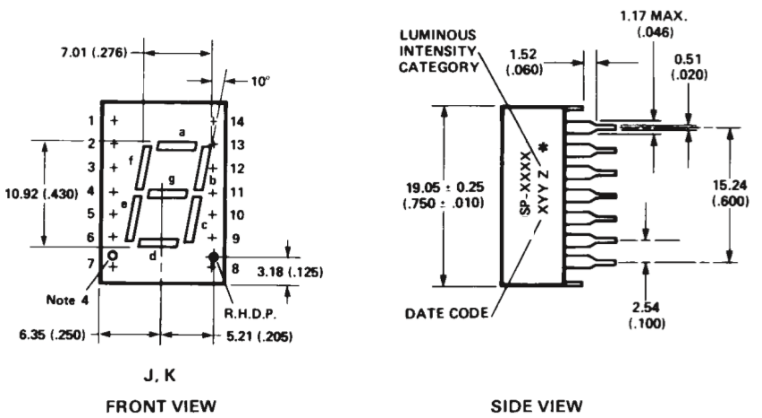 7.01 (.276)
10°
1
14
a
2
13
f
3
12
b
g
4
11
10.92 (.430)
e
5
10
c
6
9
d
7
8
3.18 (.125)
Note 4
R.H.D.P.
6.35 (.250)
5.21 (.205)
J, K
FRONT VIEW
LUMINOUS
INTENSITY
CATEGORY
1.17 MAX.
(.046)
1.52
(.060)
0.51
(.020)
19.05 ± 0.25
(.750 ± .010)
SP-XXXX
XYY Z *
15.24
(.600)
DATE CODE
2.54
(.100)
SIDE VIEW